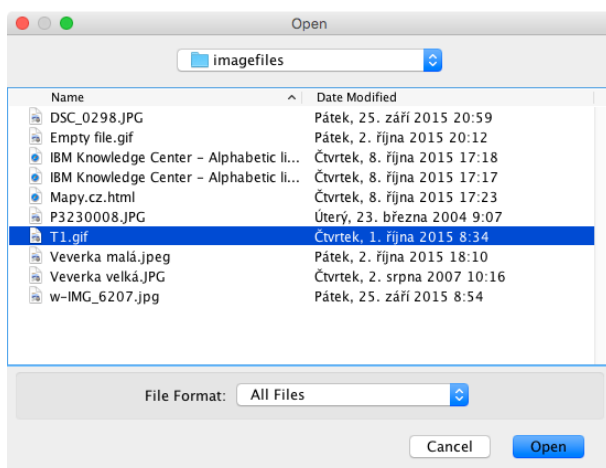 Open
imagefiles
Name Date Modified
DSC_0298.JPG Pátek, 25. září 2015 20:59
Empty file.gif Pátek, 2. října 2015 20:12
IBM Knowledge Center – Alphabetic li... Čtvrtek, 8. října 2015 17:18
IBM Knowledge Center – Alphabetic li... Čtvrtek, 8. října 2015 17:17
Mapy.cz.html Čtvrtek, 8. října 2015 17:23
P3230008.JPG Úterý, 23. března 2004 9:07
T1.gif Čtvrtek, 1. října 2015 8:34
Veverka malá.jpeg Pátek, 2. října 2015 18:10
Veverka velká.JPG Čtvrtek, 2. srpna 2007 10:16
w-IMG_6207.jpg Pátek, 25. září 2015 8:54
File Format: All Files
Cancel Open